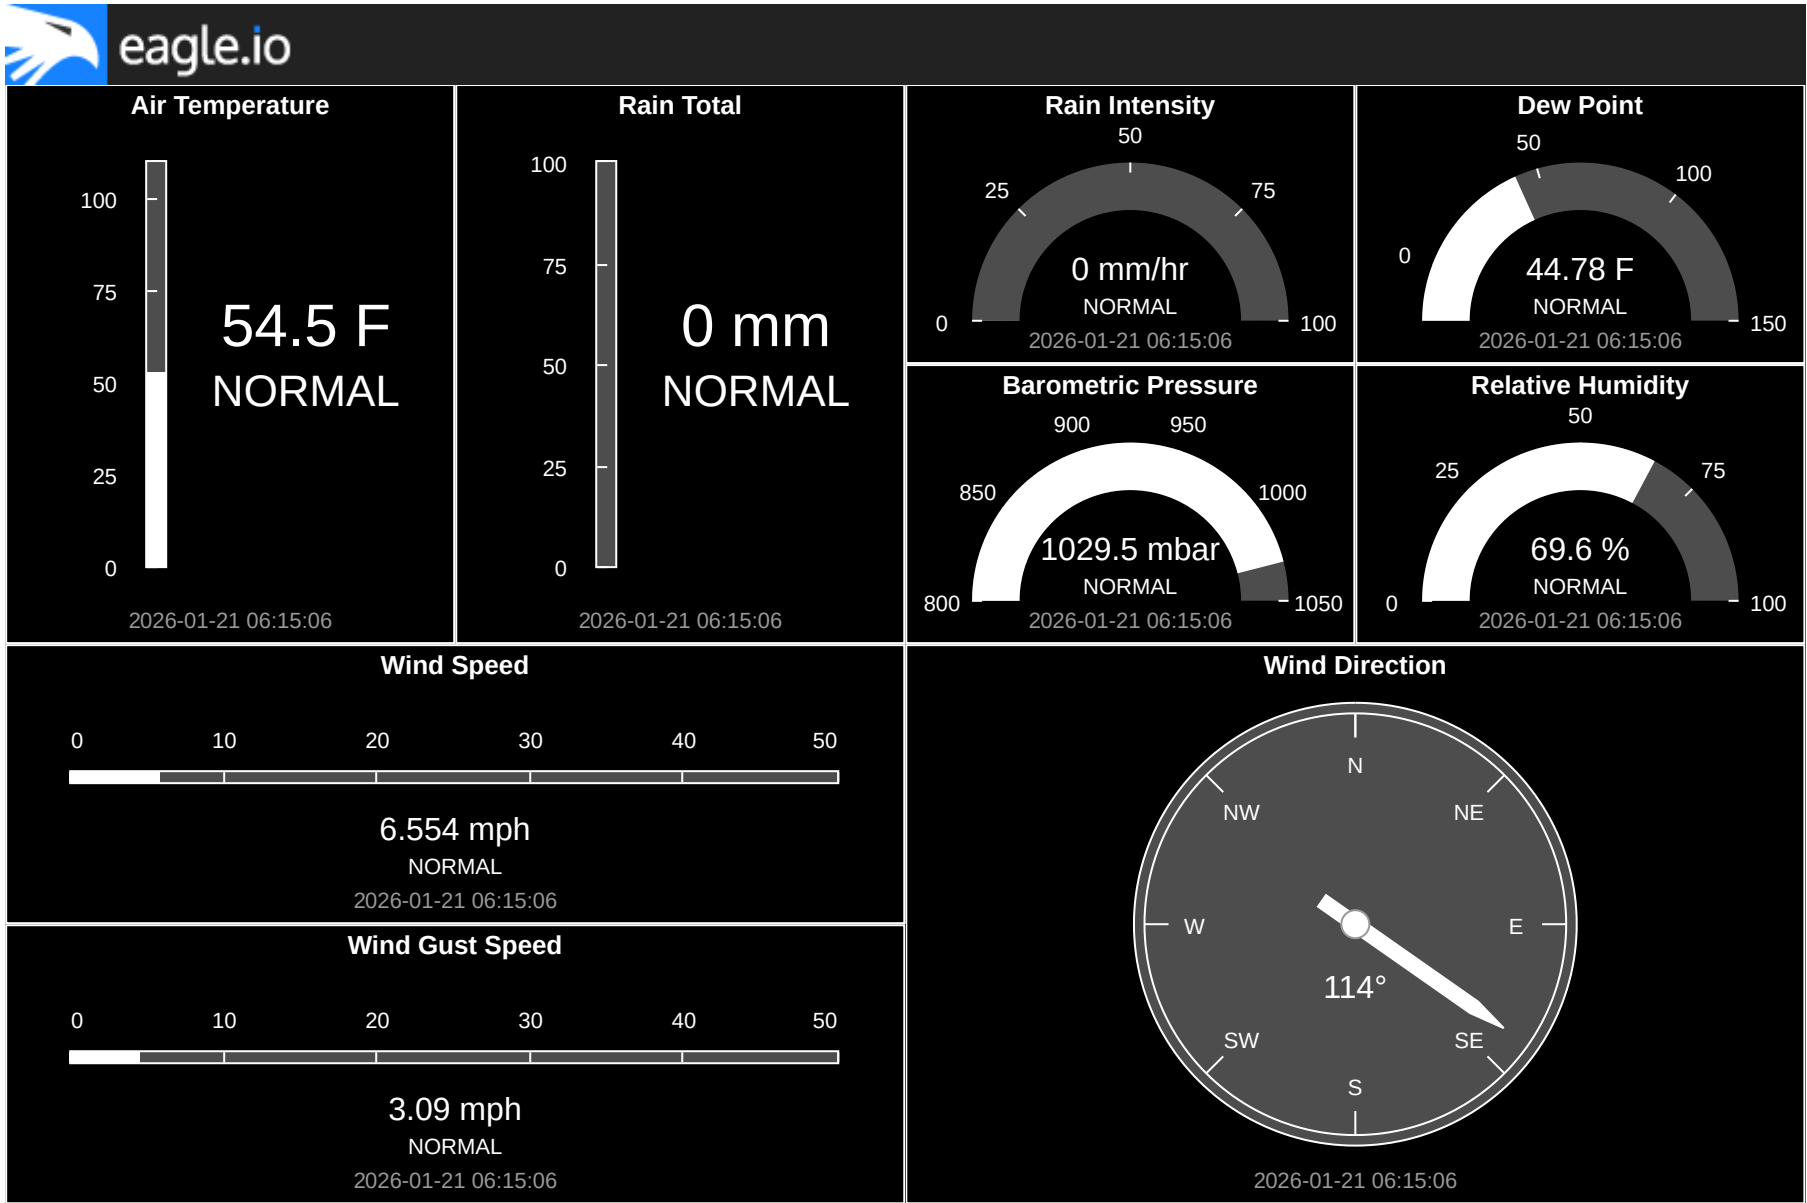 eagle.io
Air Temperature
100
75
50
25
0
54.5 F
NORMAL
2026-01-21 06:15:06
Rain Total
100
75
50
25
0
0 mm
NORMAL
2026-01-21 06:15:06
Rain Intensity
50
25
75
0
100
0 mm/hr
NORMAL
2026-01-21 06:15:06
Dew Point
50
100
0
150
44.78 F
NORMAL
2026-01-21 06:15:06
Barometric Pressure
900
950
850
1000
800
1050
1029.5 mbar
NORMAL
2026-01-21 06:15:06
Relative Humidity
50
25
75
0
100
69.6 %
NORMAL
2026-01-21 06:15:06
Wind Speed
0 10 20 30 40 50
6.554 mph
NORMAL
2026-01-21 06:15:06
Wind Gust Speed
0 10 20 30 40 50
3.09 mph
NORMAL
2026-01-21 06:15:06
Wind Direction
N
NW NE
W E
114°
SW SE
S
2026-01-21 06:15:06